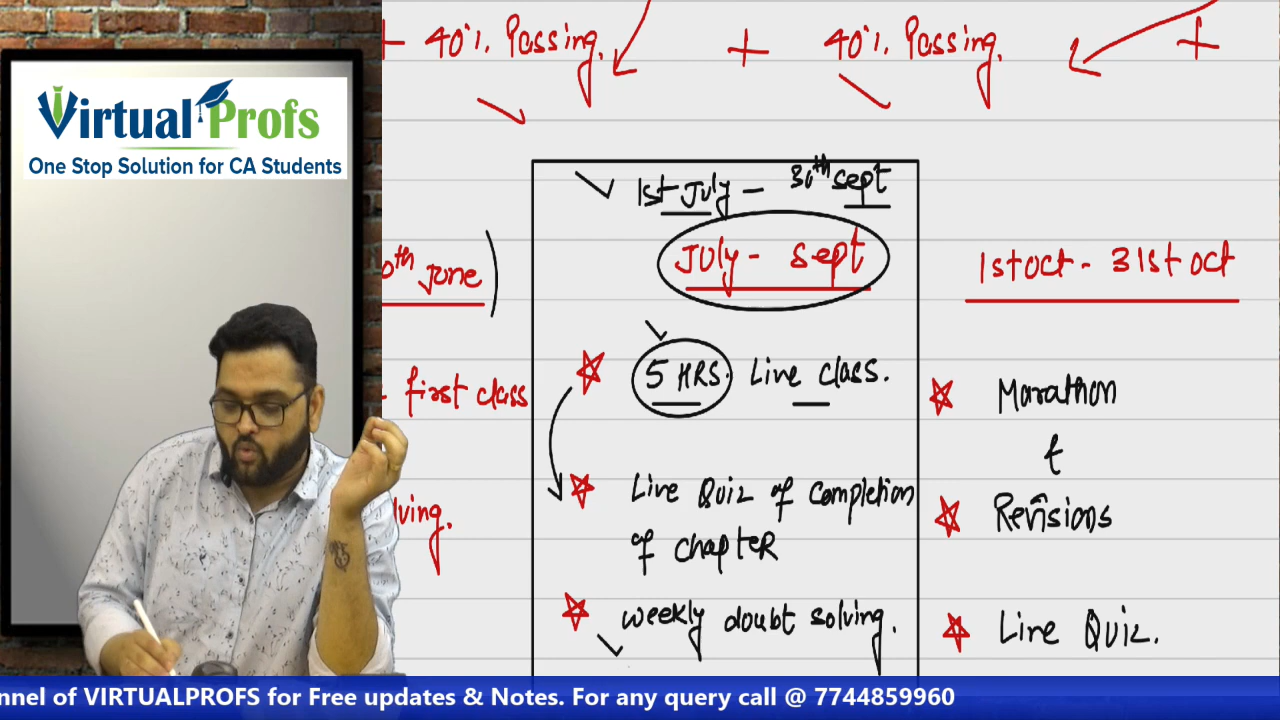 + 40%. Passing.
+ 40%. Passing.
+
Virtual Profs
One Stop Solution for CA Students
1st July - 30th sept
July - sept
0th June
1st oct - 31st oct
first class
5 HRS. Live class.
Marathon
&
Live Quiz of completion
of chapter
Revisions
lving.
weekly doubt solving.
Live Quiz.
nnel of VIRTUALPROFS for Free updates & Notes. For any query call @ 7744859960